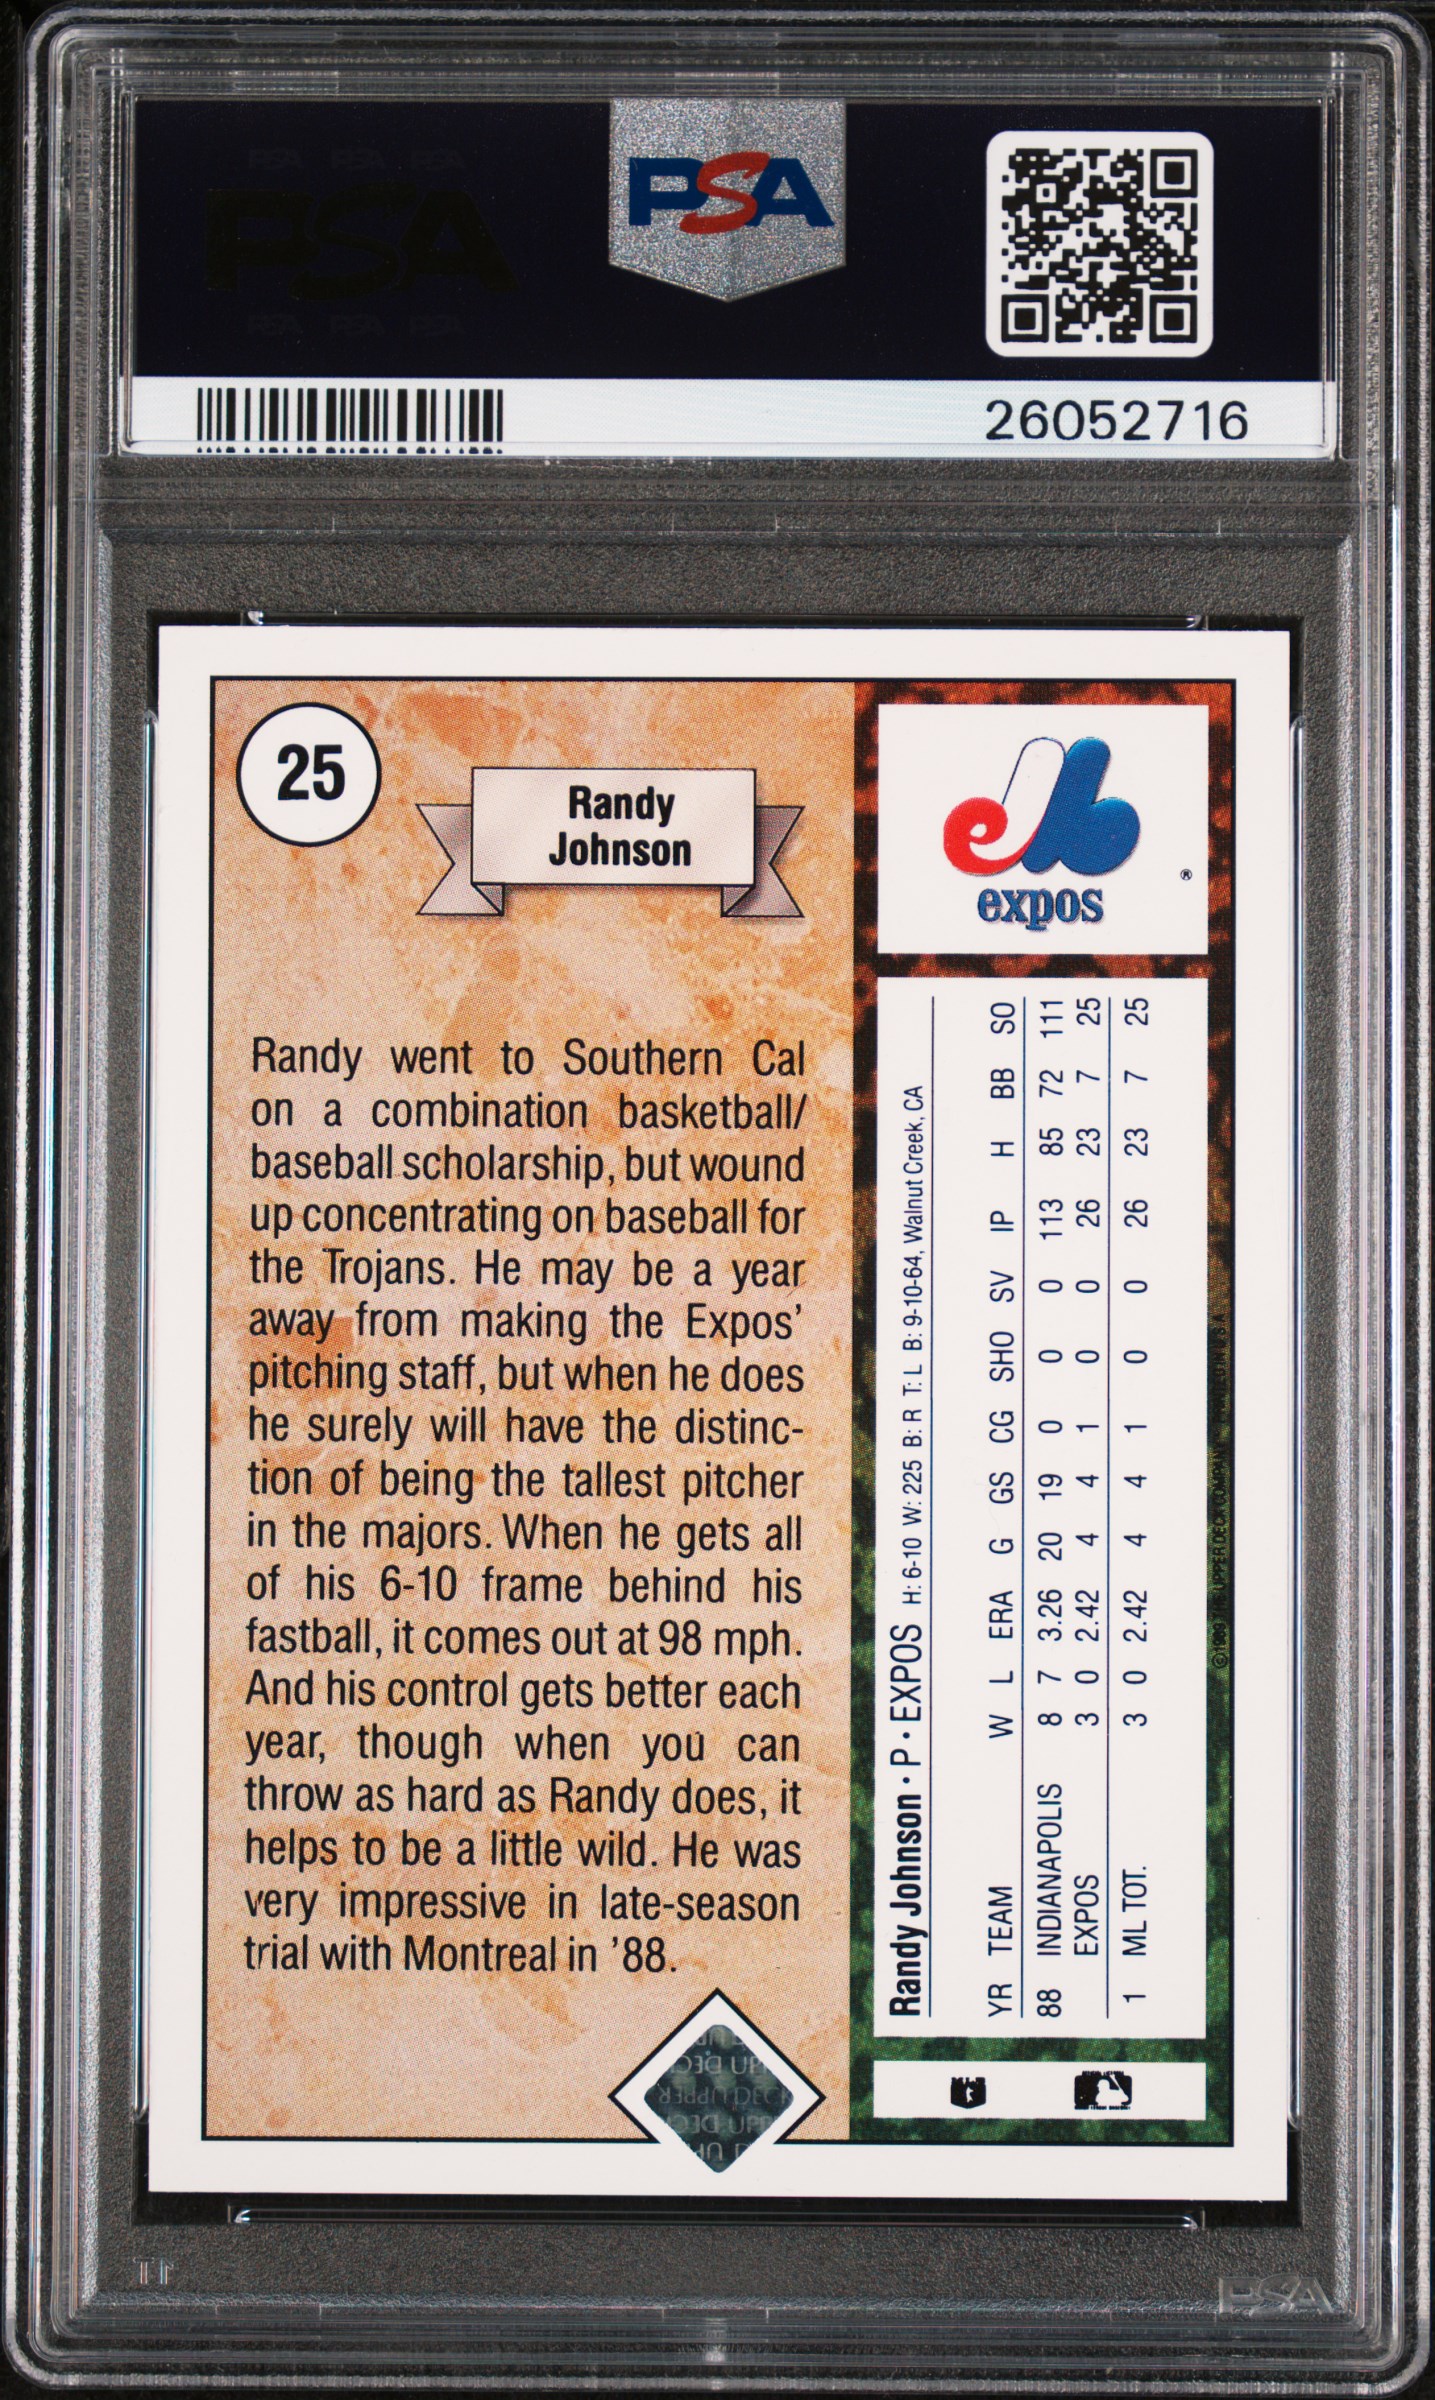 PSA
26052716
25
Randy
Johnson
expos
®
Randy went to Southern Cal
on a combination basketball/
baseball scholarship, but wound
up concentrating on baseball for
the Trojans. He may be a year
away from making the Expos'
pitching staff, but when he does
he surely will have the distinc-
tion of being the tallest pitcher
in the majors. When he gets all
of his 6-10 frame behind his
fastball, it comes out at 98 mph.
And his control gets better each
year, though when you can
throw as hard as Randy does, it
helps to be a little wild. He was
very impressive in late-season
trial with Montreal in '88.
Randy Johnson • P • EXPOS H: 6-10 W: 225 B: R T: L B: 9-10-64, Walnut Creek, CA
YR TEAM W L ERA G GS CG SHO SV IP H BB SO
88 INDIANAPOLIS 8 7 3.26 20 19 0 0 0 113 85 72 111
EXPOS 3 0 2.42 4 4 1 0 0 26 23 7 25
1 ML TOT. 3 0 2.42 4 4 1 0 0 26 23 7 25
©1989 THE UPPER DECK COMPANY
UPPER DECK
PSA